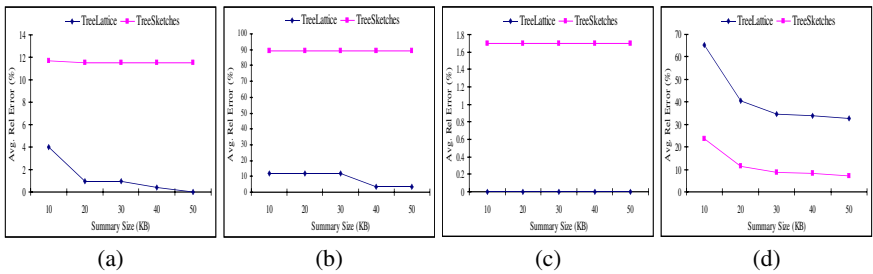 TreeLattice TreeSketches
14
12
10
8
6
4
2
0
Avg. Rel Error (%)
10 20 30 40 50
Summary Size (KB)
(a)
TreeLattice TreeSketches
100
90
80
70
60
50
40
30
20
10
0
Avg. Rel Error (%)
10 20 30 40 50
Summary Size (KB)
(b)
TreeLattice TreeSketches
1.8
1.6
1.4
1.2
1
0.8
0.6
0.4
0.2
0
Avg. Rel Error (%)
10 20 30 40 50
Summary Size (KB)
(c)
TreeLattice TreeSketches
70
60
50
40
30
20
10
0
Avg. Rel Error (%)
10 20 30 40 50
Summary Size (KB)
(d)